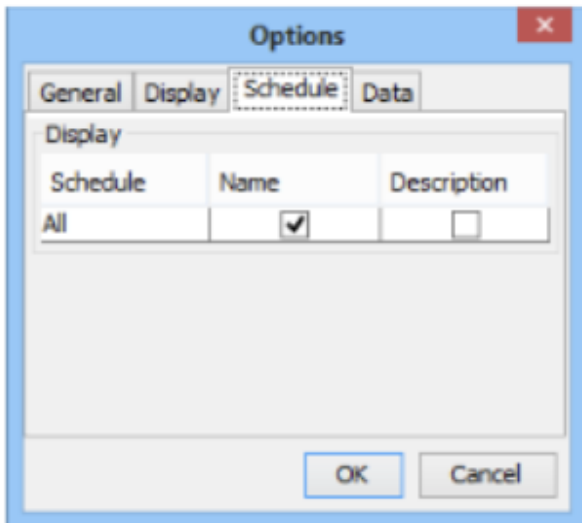 Options
General Display Schedule Data
Display
Schedule Name Description
All
OK Cancel